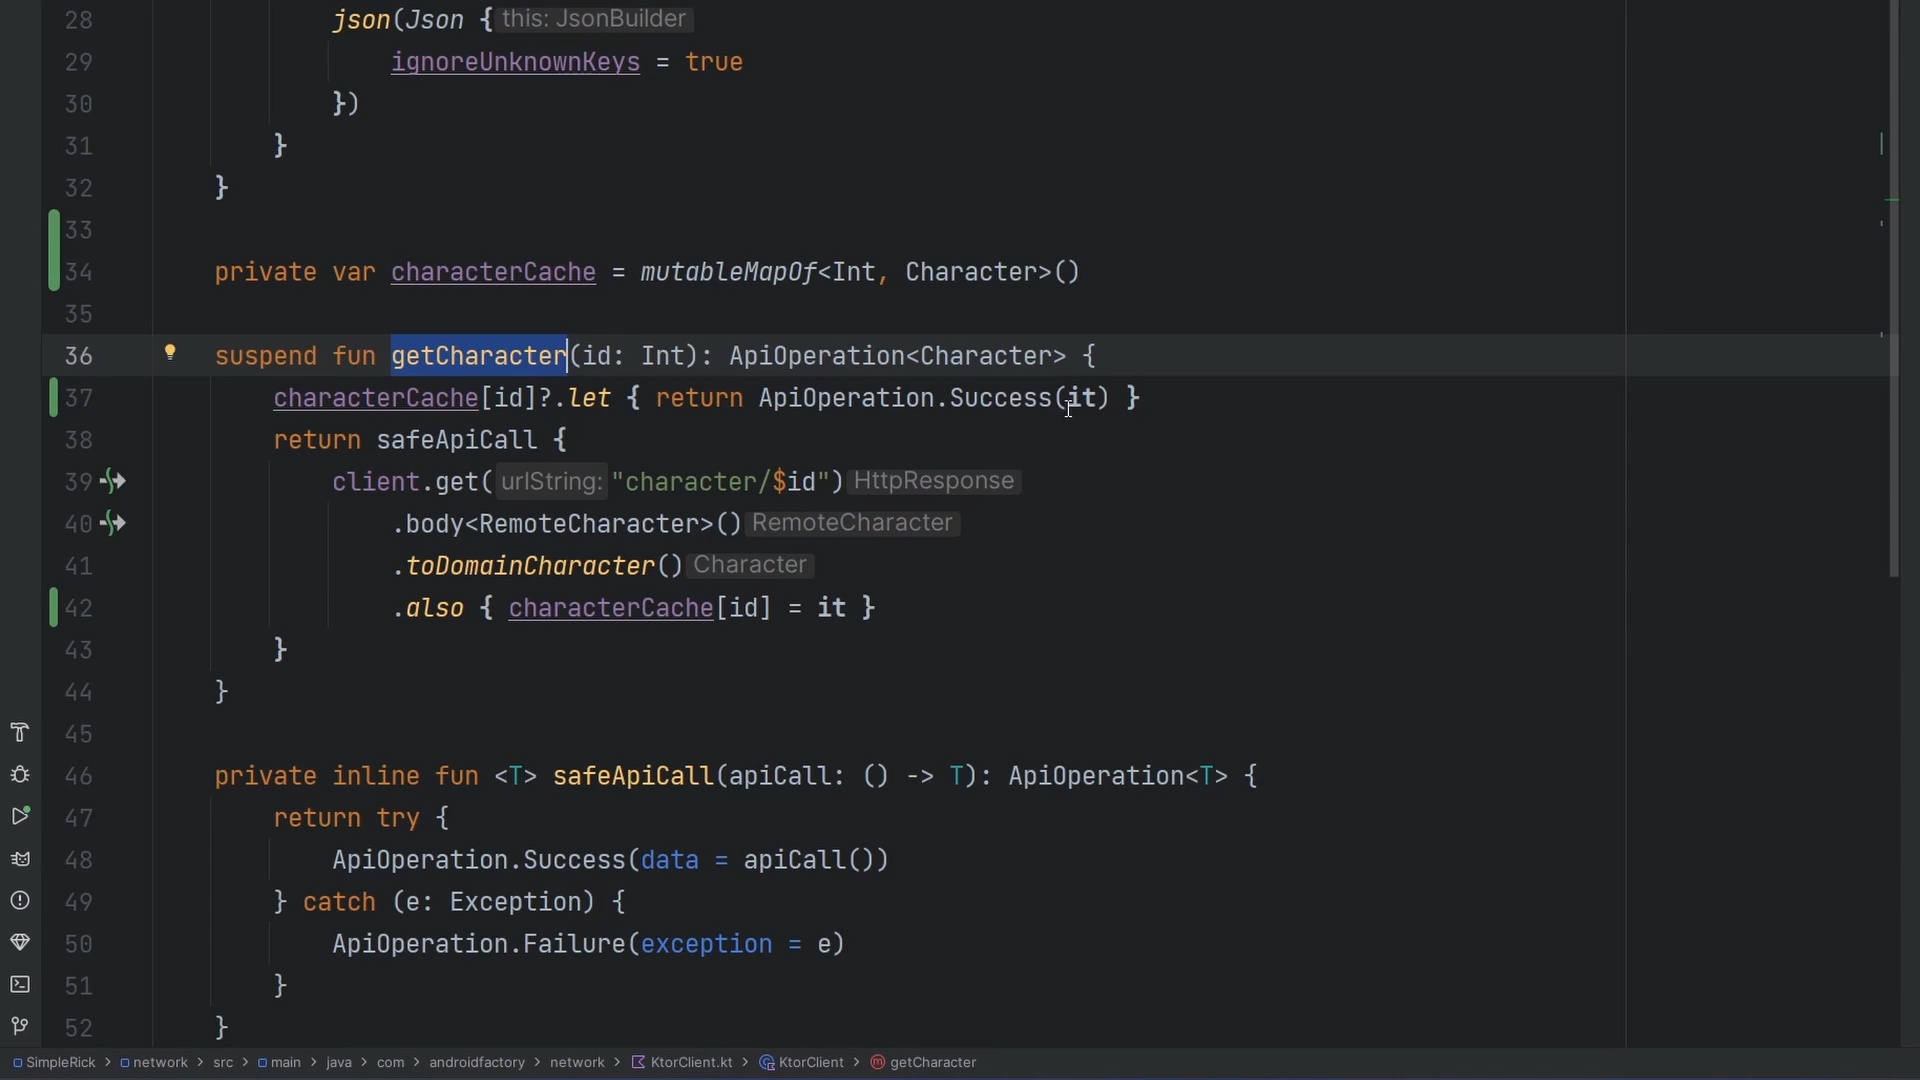 28 json(Json { this: JsonBuilder
29 ignoreUnknownKeys = true
30 })
31 }
32 }
33
34 private var characterCache = mutableMapOf<Int, Character>()
35
36 suspend fun getCharacter(id: Int): ApiOperation<Character> {
37 characterCache[id]?.let { return ApiOperation.Success(it) }
38 return safeApiCall {
39 client.get( urlString: "character/$id") HttpResponse
40 .body<RemoteCharacter>() RemoteCharacter
41 .toDomainCharacter() Character
42 .also { characterCache[id] = it }
43 }
44 }
45
46 private inline fun <T> safeApiCall(apiCall: () -> T): ApiOperation<T> {
47 return try {
48 ApiOperation.Success(data = apiCall())
49 } catch (e: Exception) {
50 ApiOperation.Failure(exception = e)
51 }
52 }
SimpleRick > network > src > main > java > com > androidfactory > network > KtorClient.kt > KtorClient > getCharacter